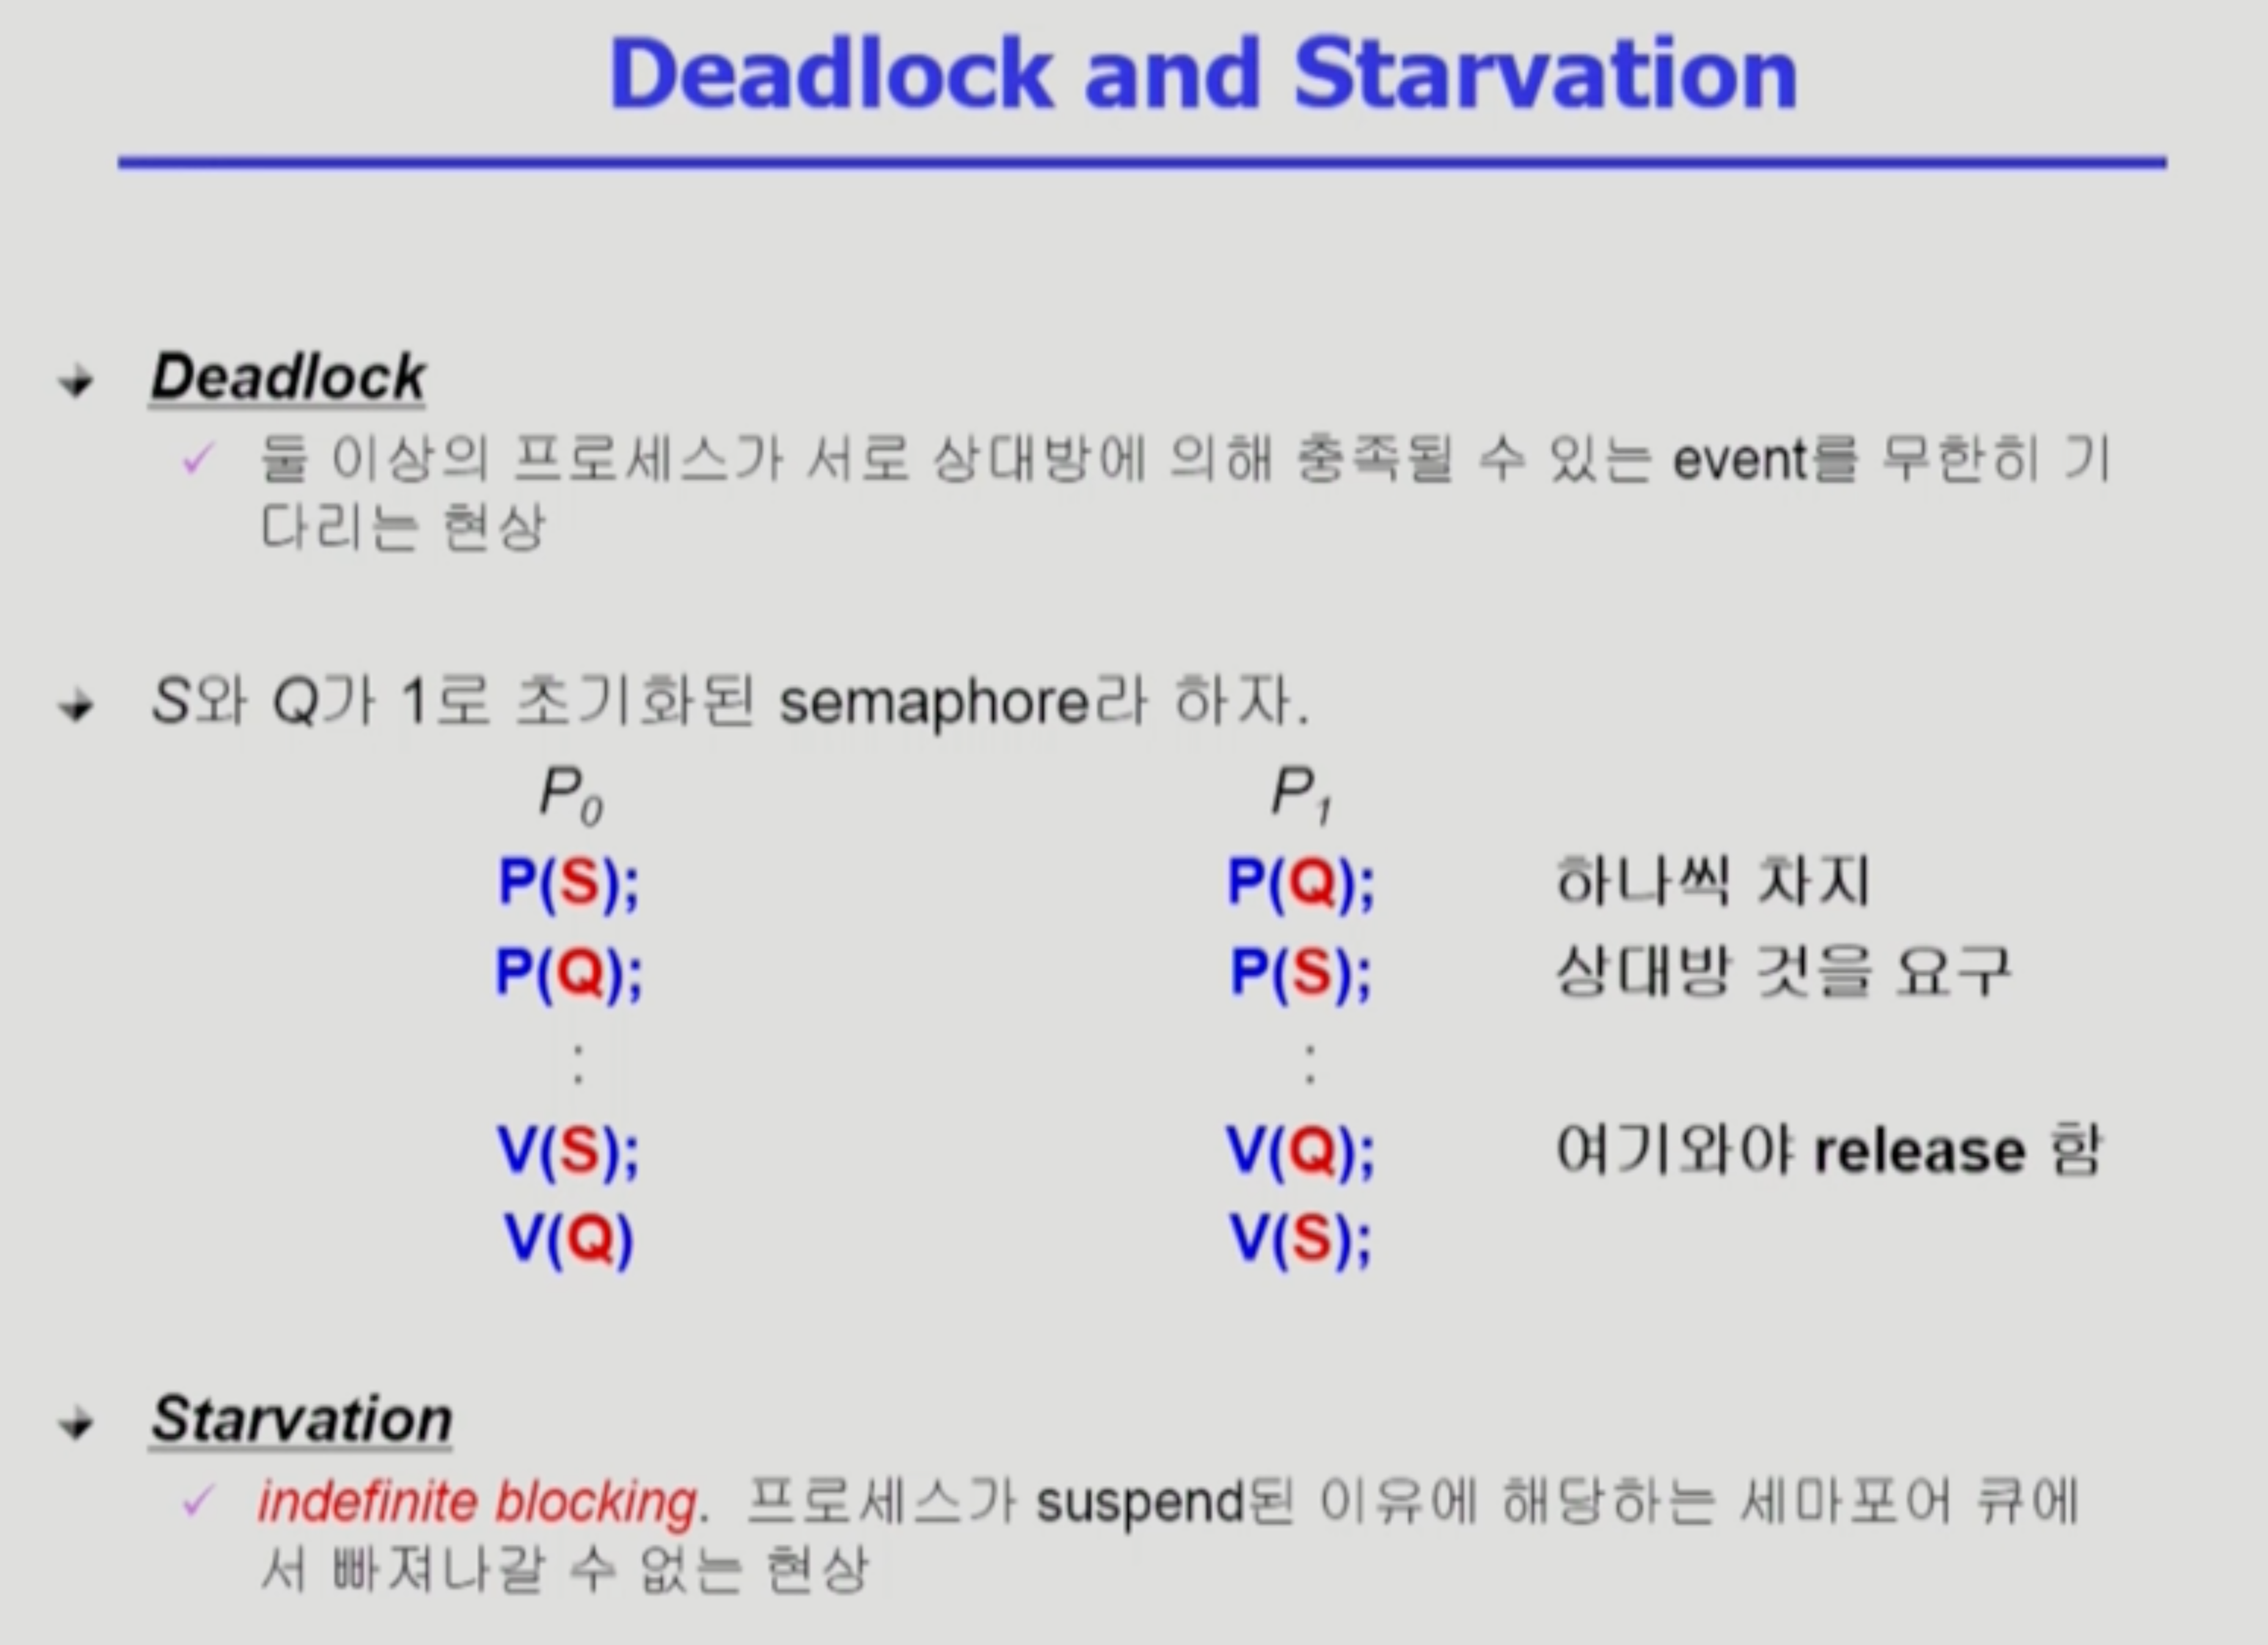 Deadlock and Starvation
Deadlock
둘 이상의 프로세스가 서로 상대방에 의해 충족될 수 있는 event를 무한히 기
다리는 현상
S와 Q가 1로 초기화된 semaphore라 하자.
P0 P1
P(S); P(Q); 하나씩 차지
P(Q); P(S); 상대방 것을 요구
: :
V(S); V(Q); 여기와야 release 함
V(Q) V(S);
Starvation
indefinite blocking. 프로세스가 suspend된 이유에 해당하는 세마포어 큐에
서 빠져나갈 수 없는 현상